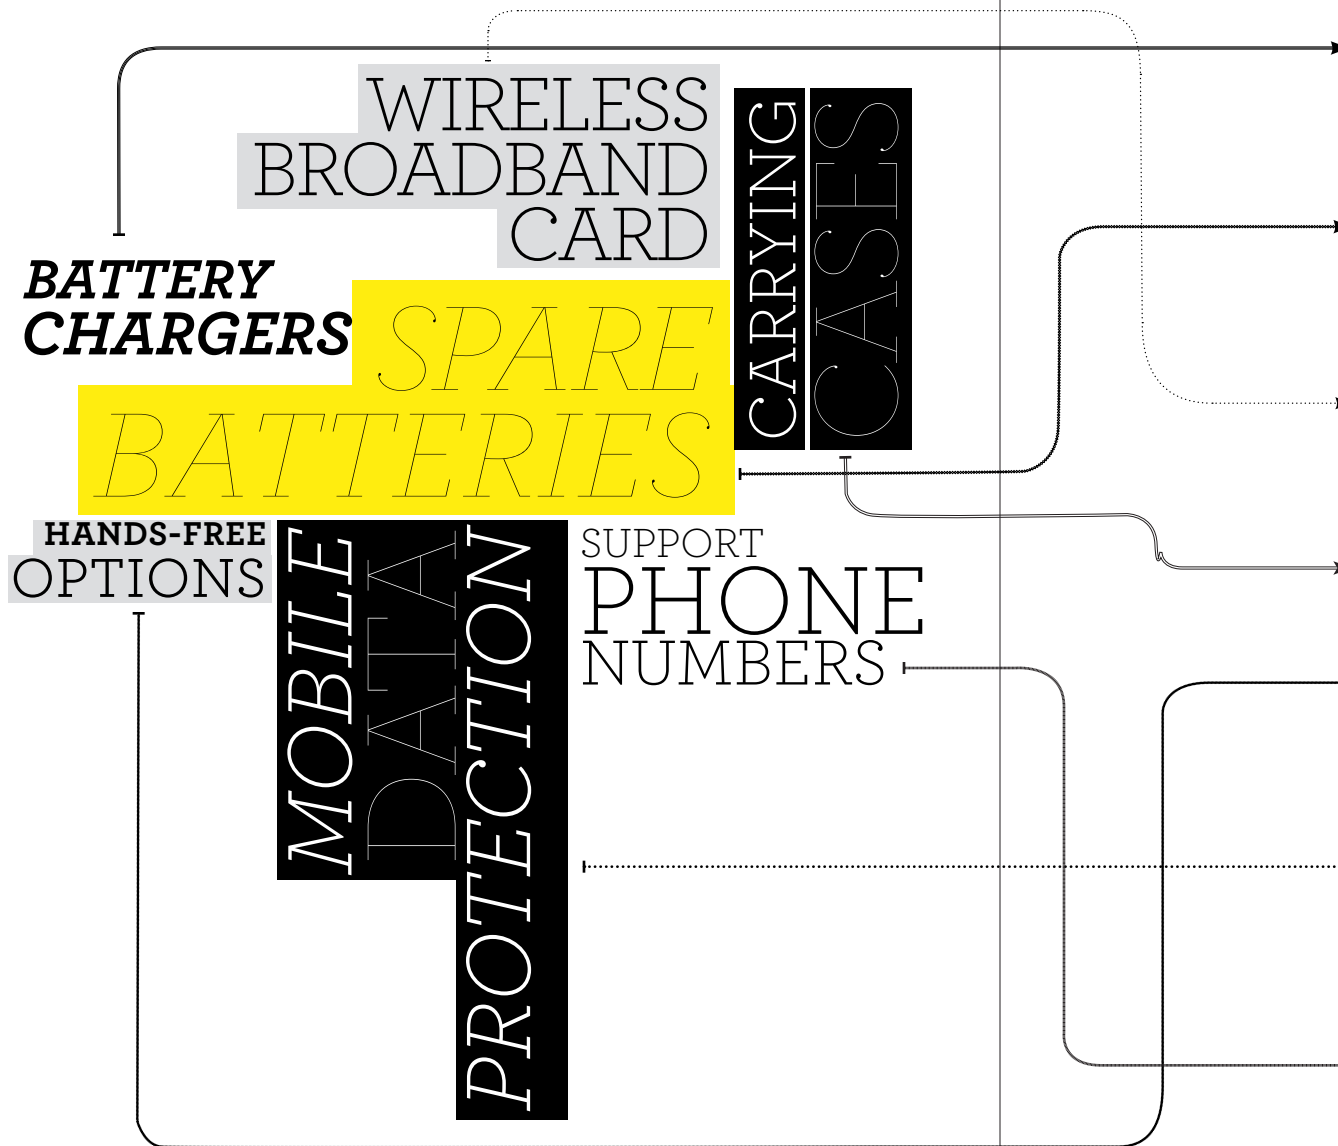 WIRELESS
BROADBAND
CARD
CARRYING
CASES
BATTERY
CHARGERS
SPARE
BATTERIES
HANDS-FREE
OPTIONS
MOBILE
DATA
PROTECTION
SUPPORT
PHONE
NUMBERS